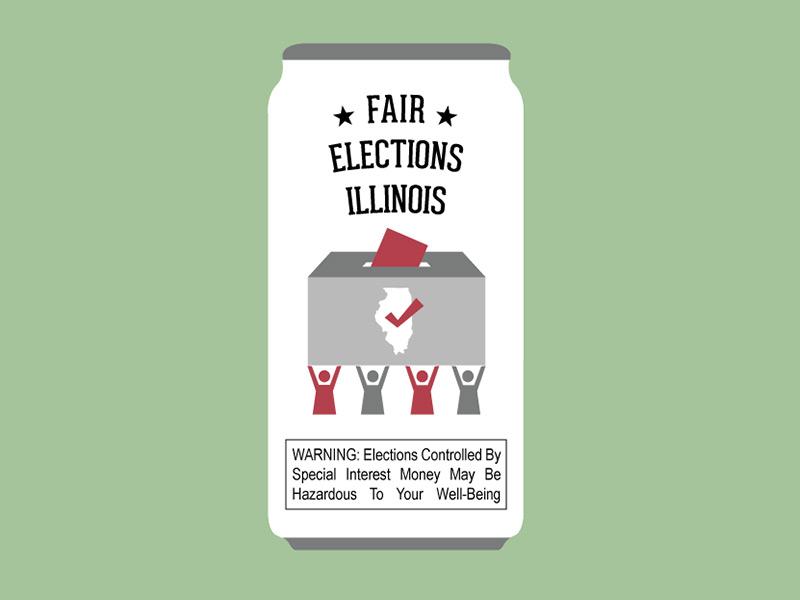 FAIR
ELECTIONS
ILLINOIS
WARNING: Elections Controlled By
Special Interest Money May Be
Hazardous To Your Well-Being